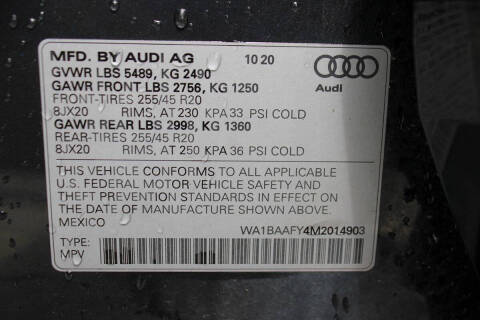 MFD. BY AUDI AG 10 20
GVWR LBS 5489, KG 2490
GAWR FRONT LBS 2756, KG 1250
Audi
FRONT-TIRES 255/45 R20
8JX20 RIMS, AT 230 KPA 33 PSI COLD
GAWR REAR LBS 2998, KG 1360
REAR-TIRES 255/45 R20
8JX20 RIMS, AT 250 KPA 36 PSI COLD
THIS VEHICLE CONFORMS TO ALL APPLICABLE
U.S. FEDERAL MOTOR VEHICLE SAFETY AND
THEFT PREVENTION STANDARDS IN EFFECT ON
THE DATE OF MANUFACTURE SHOWN ABOVE.
MEXICO WA1BAAFY4M2014903
TYPE:
MPV